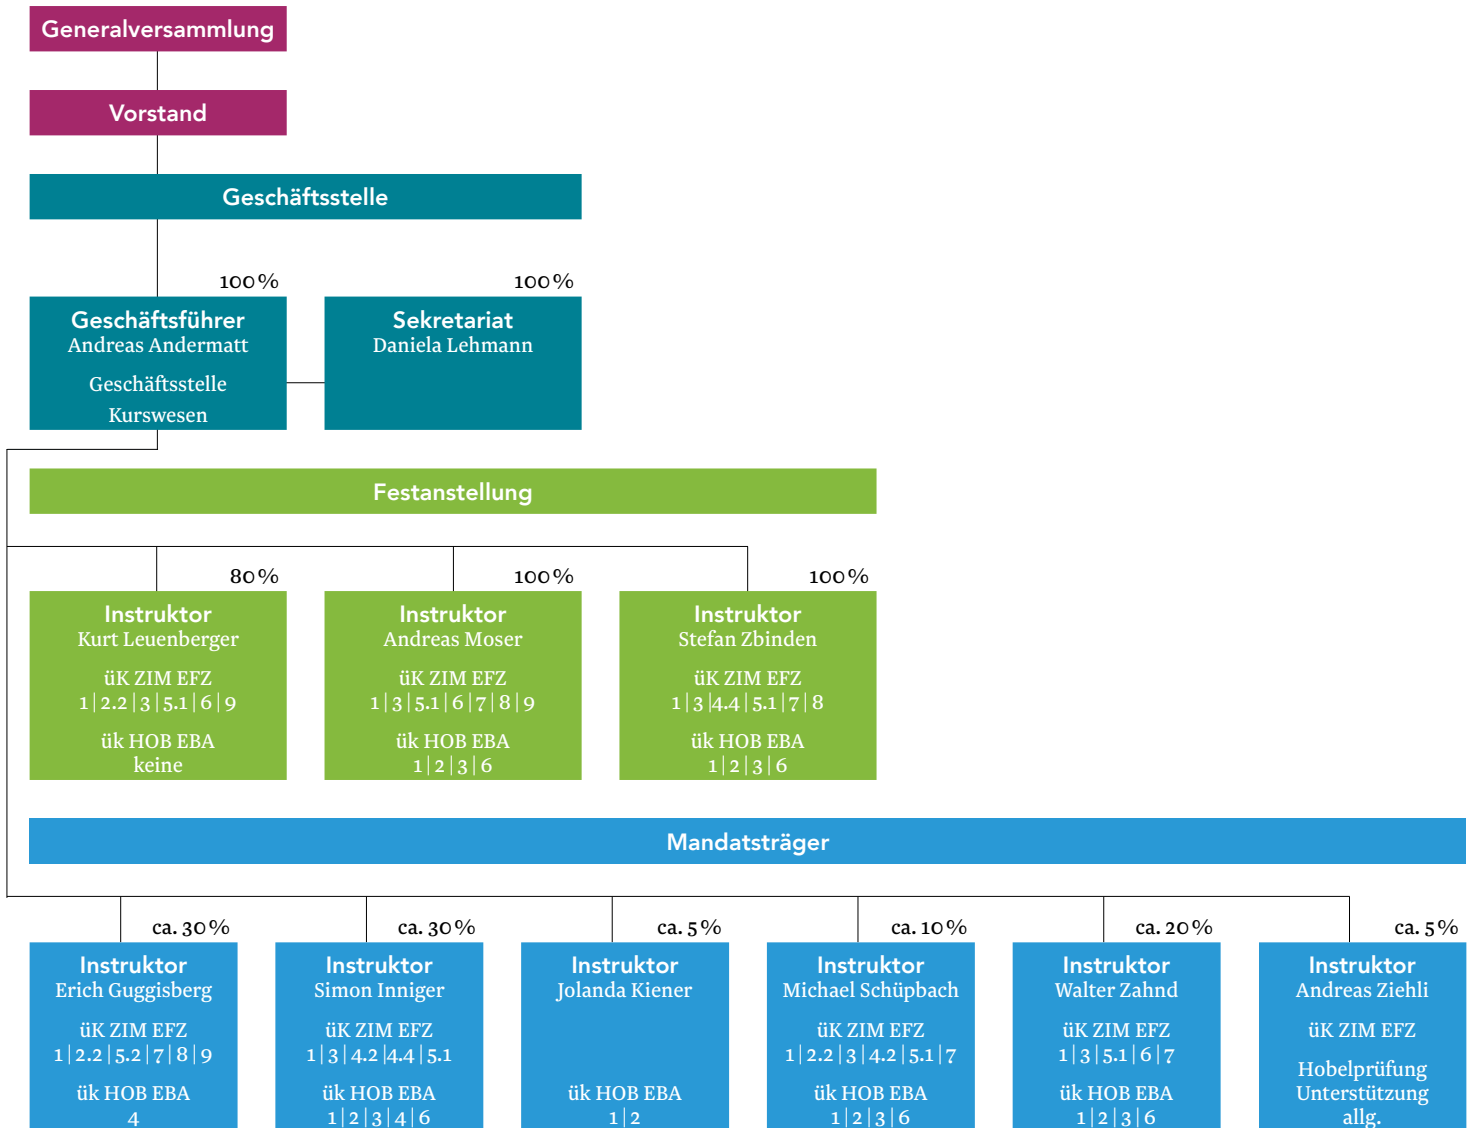 Generalversammlung
Vorstand
Geschäftsstelle
100%
Geschäftsführer
Andreas Andermatt
Geschäftsstelle
Kurswesen
100%
Sekretariat
Daniela Lehmann
Festanstellung
80%
Instruktor
Kurt Leuenberger
üK ZIM EFZ
1|2.2|3|5.1|6|9
ük HOB EBA
keine
100%
Instruktor
Andreas Moser
üK ZIM EFZ
1|3|5.1|6|7|8|9
ük HOB EBA
1|2|3|6
100%
Instruktor
Stefan Zbinden
üK ZIM EFZ
1|3|4.4|5.1|7|8
ük HOB EBA
1|2|3|6
Mandatsträger
ca. 30%
Instruktor
Erich Guggisberg
üK ZIM EFZ
1|2.2|5.2|7|8|9
ük HOB EBA
4
ca. 30%
Instruktor
Simon Inniger
üK ZIM EFZ
1|3|4.2|4.4|5.1
ük HOB EBA
1|2|3|4|6
ca. 5%
Instruktor
Jolanda Kiener
ük HOB EBA
1|2
ca. 10%
Instruktor
Michael Schüpbach
üK ZIM EFZ
1|2.2|3|4.2|5.1|7
ük HOB EBA
1|2|3|6
ca. 20%
Instruktor
Walter Zahnd
üK ZIM EFZ
1|3|5.1|6|7
ük HOB EBA
1|2|3|6
ca. 5%
Instruktor
Andreas Ziehli
üK ZIM EFZ
Hobelprüfung
Unterstützung
allg.